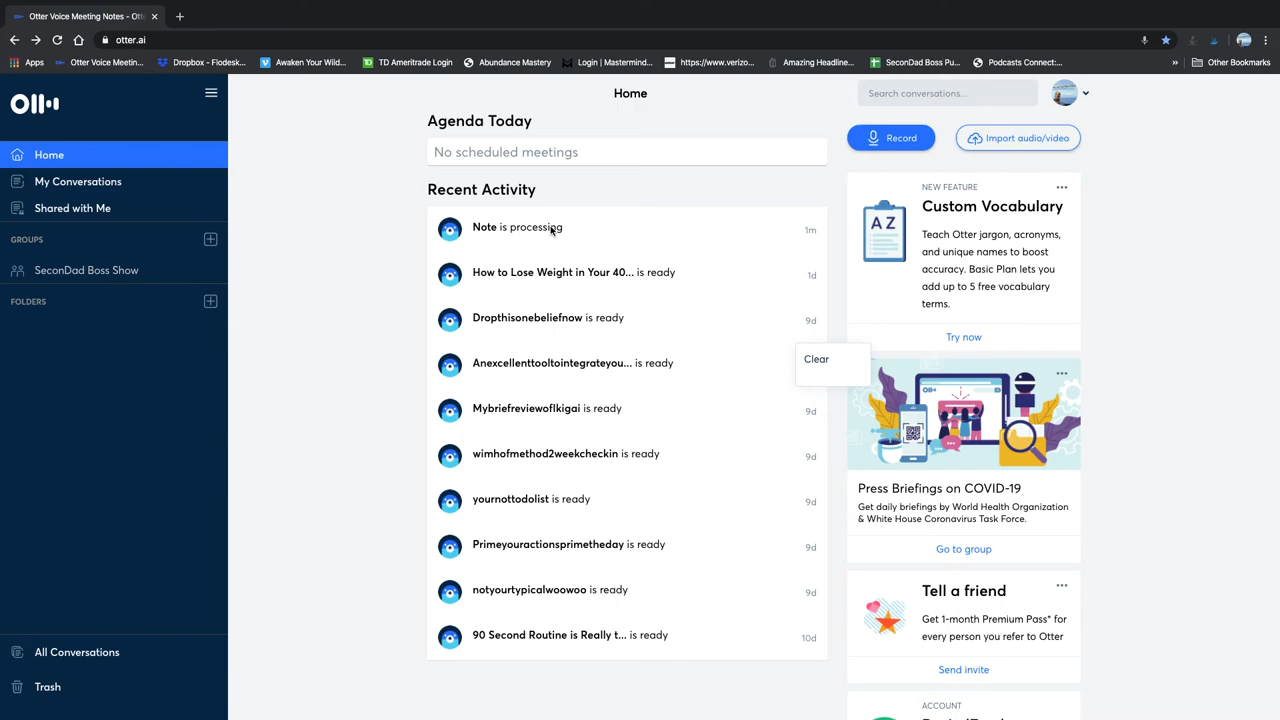 Otter Voice Meeting Notes - Ott
otter.ai
Apps
Otter Voice Meetin...
Dropbox - Flodesk...
Awaken Your Wild...
TD Ameritrade Login
Abundance Mastery
Login | Mastermind...
https://www.verizo...
Amazing Headline...
SeconDad Boss Pu...
Podcasts Connect:...
»
Other Bookmarks
Home
Search conversations...
Home
My Conversations
Shared with Me
GROUPS
SeconDad Boss Show
FOLDERS
All Conversations
Trash
Agenda Today
No scheduled meetings
Recent Activity
Note is processing 1m
How to Lose Weight in Your 40... is ready 1d
Dropthisonebeliefnow is ready 9d
Anexcellenttooltointegrateyou... is ready
Clear
MybriefreviewofIkigai is ready 9d
wimhofmethod2weekcheckin is ready 9d
yournottodolist is ready 9d
Primeyouractionsprimetheday is ready 9d
notyourtypicalwoowoo is ready 9d
90 Second Routine is Really t... is ready 10d
Record
Import audio/video
NEW FEATURE
Custom Vocabulary
A Z
Teach Otter jargon, acronyms,
and unique names to boost
accuracy. Basic Plan lets you
add up to 5 free vocabulary
terms.
Try now
Press Briefings on COVID-19
Get daily briefings by World Health Organization
& White House Coronavirus Task Force.
Go to group
Tell a friend
Get 1-month Premium Pass* for
every person you refer to Otter
Send invite
ACCOUNT